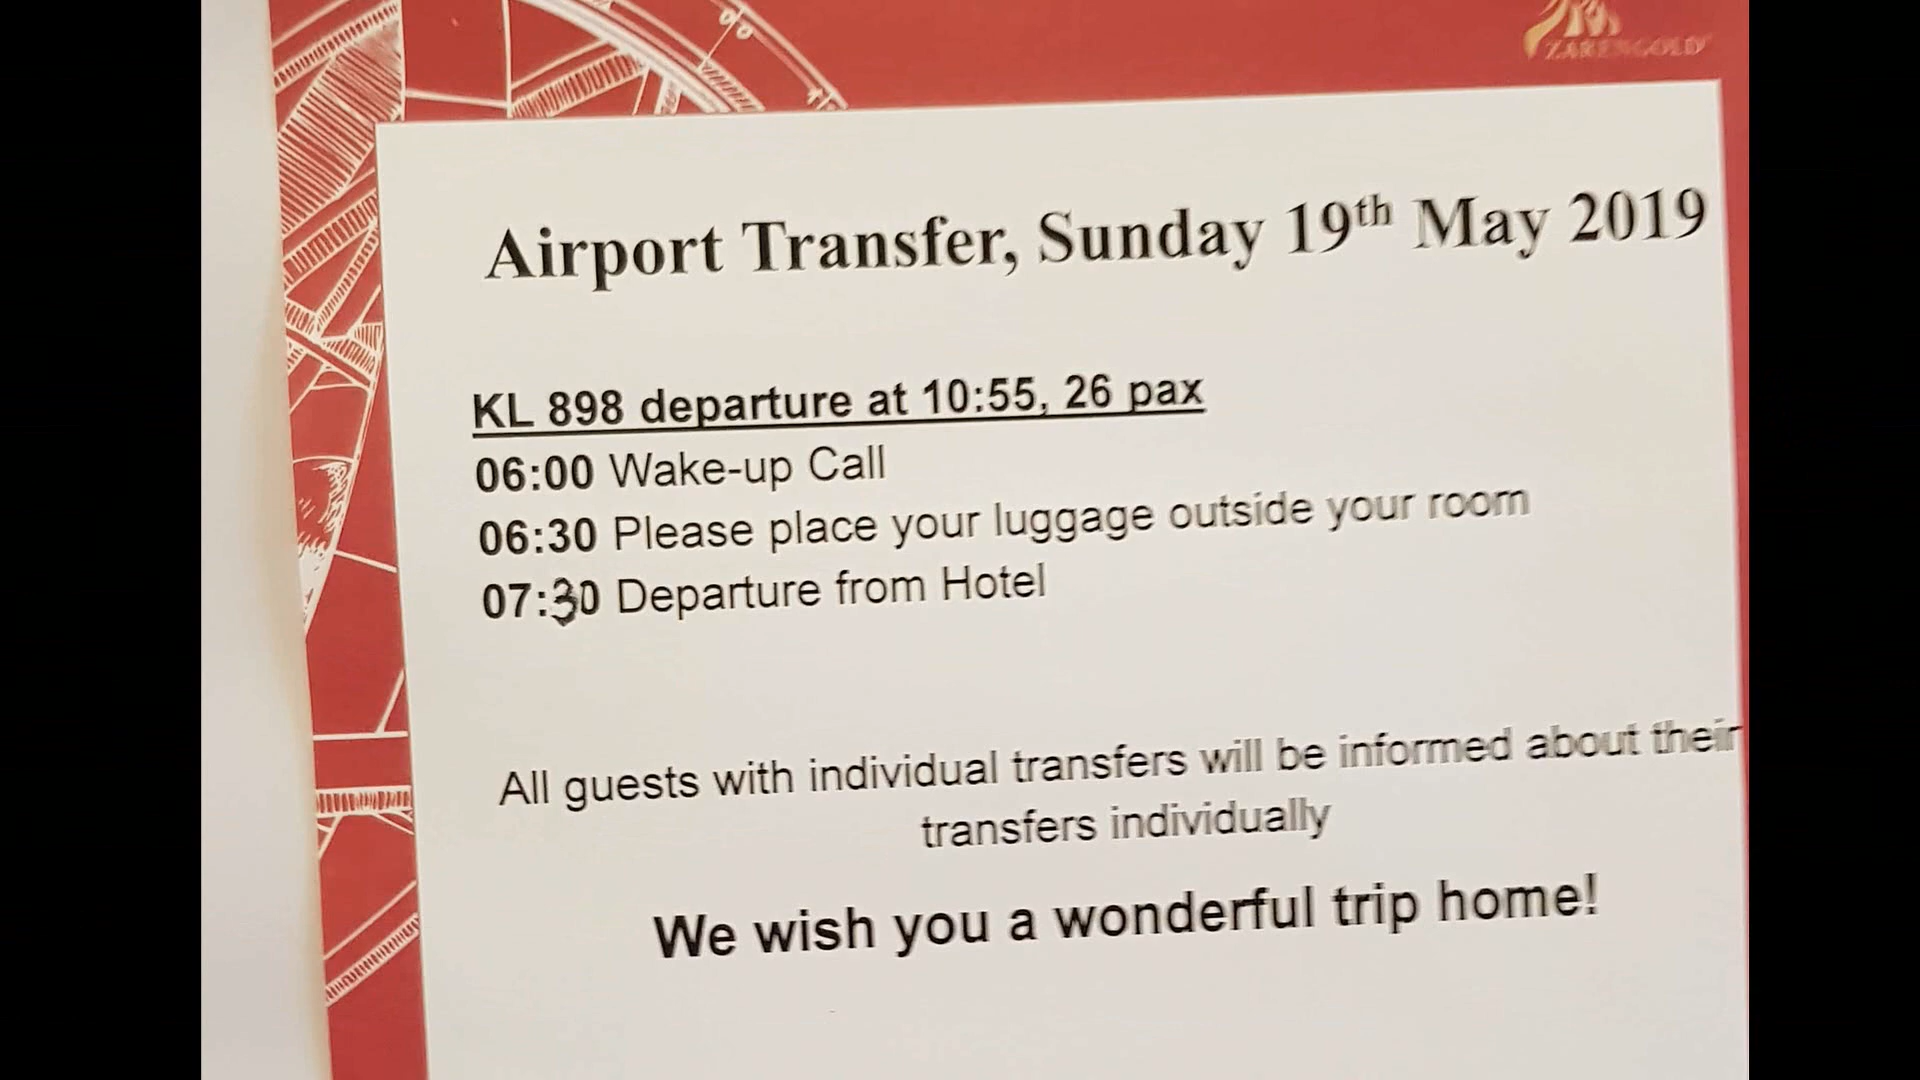 ZARENGOLD
Airport Transfer, Sunday 19th May 2019
KL 898 departure at 10:55, 26 pax
06:00 Wake-up Call
06:30 Please place your luggage outside your room
07:30 Departure from Hotel
All guests with individual transfers will be informed about their
transfers individually
We wish you a wonderful trip home!